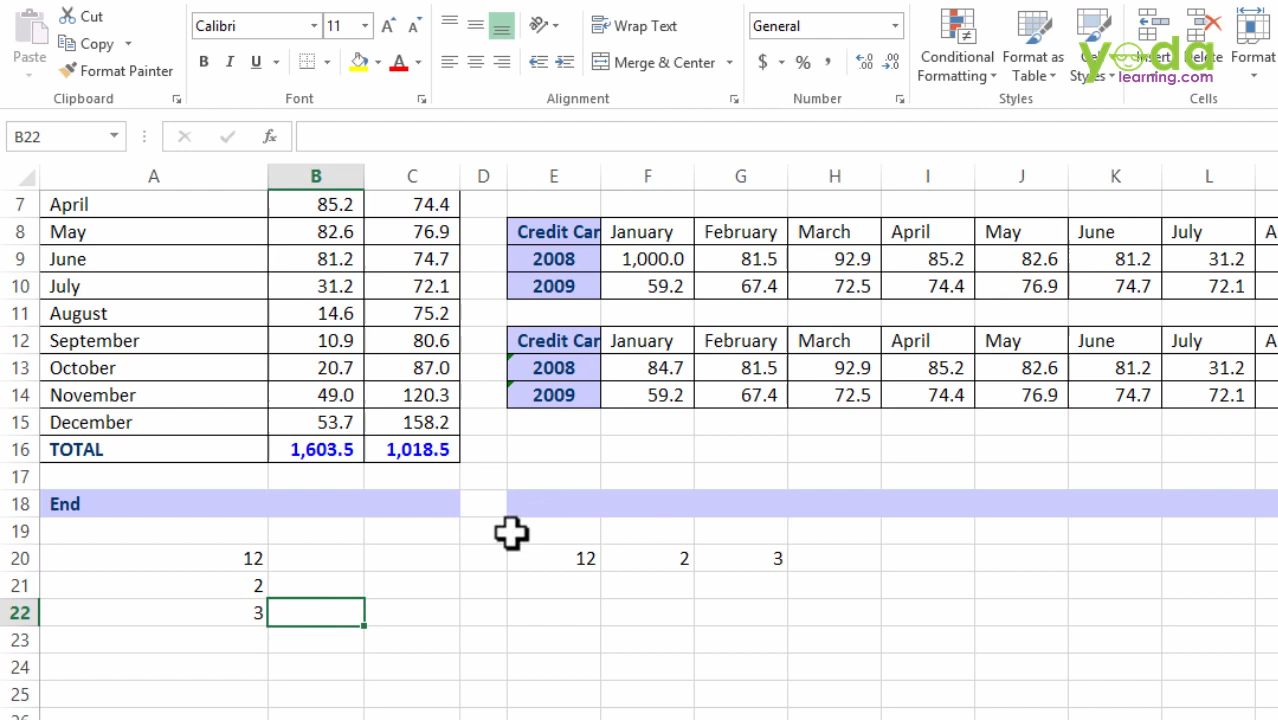 Cut
Copy
Format Painter
Paste
Clipboard
Calibri 11
B I U A
Font
Wrap Text
Merge & Center
Alignment
General
$ % ,
Number
Conditional Formatting
Format as Table
Cell Styles
Styles
Insert Delete Format
Cells
yoda
learning.com
B22 fx
A B C D E F G H I J K L
7 April 85.2 74.4
8 May 82.6 76.9 Credit Car January February March April May June July A
9 June 81.2 74.7 2008 1,000.0 81.5 92.9 85.2 82.6 81.2 31.2
10 July 31.2 72.1 2009 59.2 67.4 72.5 74.4 76.9 74.7 72.1
11 August 14.6 75.2
12 September 10.9 80.6 Credit Car January February March April May June July A
13 October 20.7 87.0 2008 84.7 81.5 92.9 85.2 82.6 81.2 31.2
14 November 49.0 120.3 2009 59.2 67.4 72.5 74.4 76.9 74.7 72.1
15 December 53.7 158.2
16 TOTAL 1,603.5 1,018.5
17
18 End
19
20 12 12 2 3
21 2
22 3
23
24
25
26